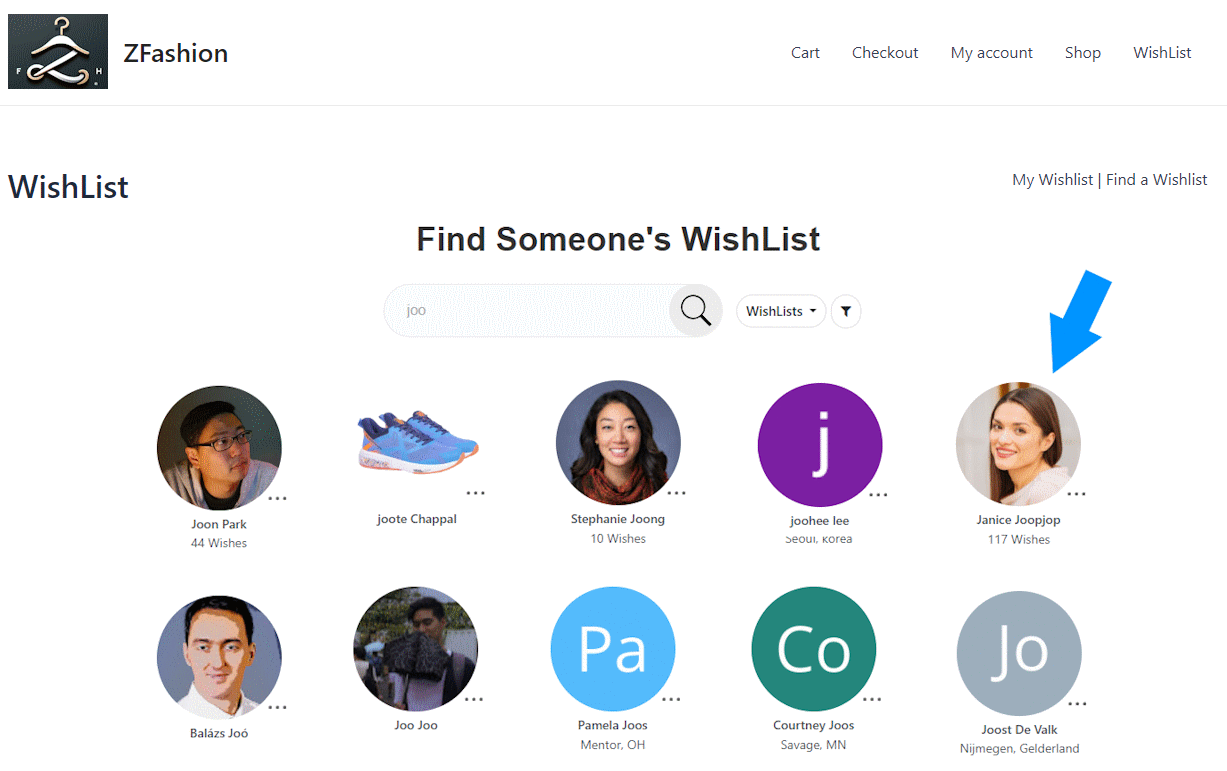 F H
ZFashion
Cart Checkout My account Shop WishList
WishList
My Wishlist | Find a Wishlist
Find Someone's WishList
joo
WishLists
j
Joon Park
joote Chappal
Stephanie Joong
joohee lee
Janice Joopjop
44 Wishes
10 Wishes
Seoul, Korea
117 Wishes
Pa
Co
Jo
Balázs Joó
Joo Joo
Pamela Joos
Courtney Joos
Joost De Valk
Mentor, OH
Savage, MN
Nijmegen, Gelderland